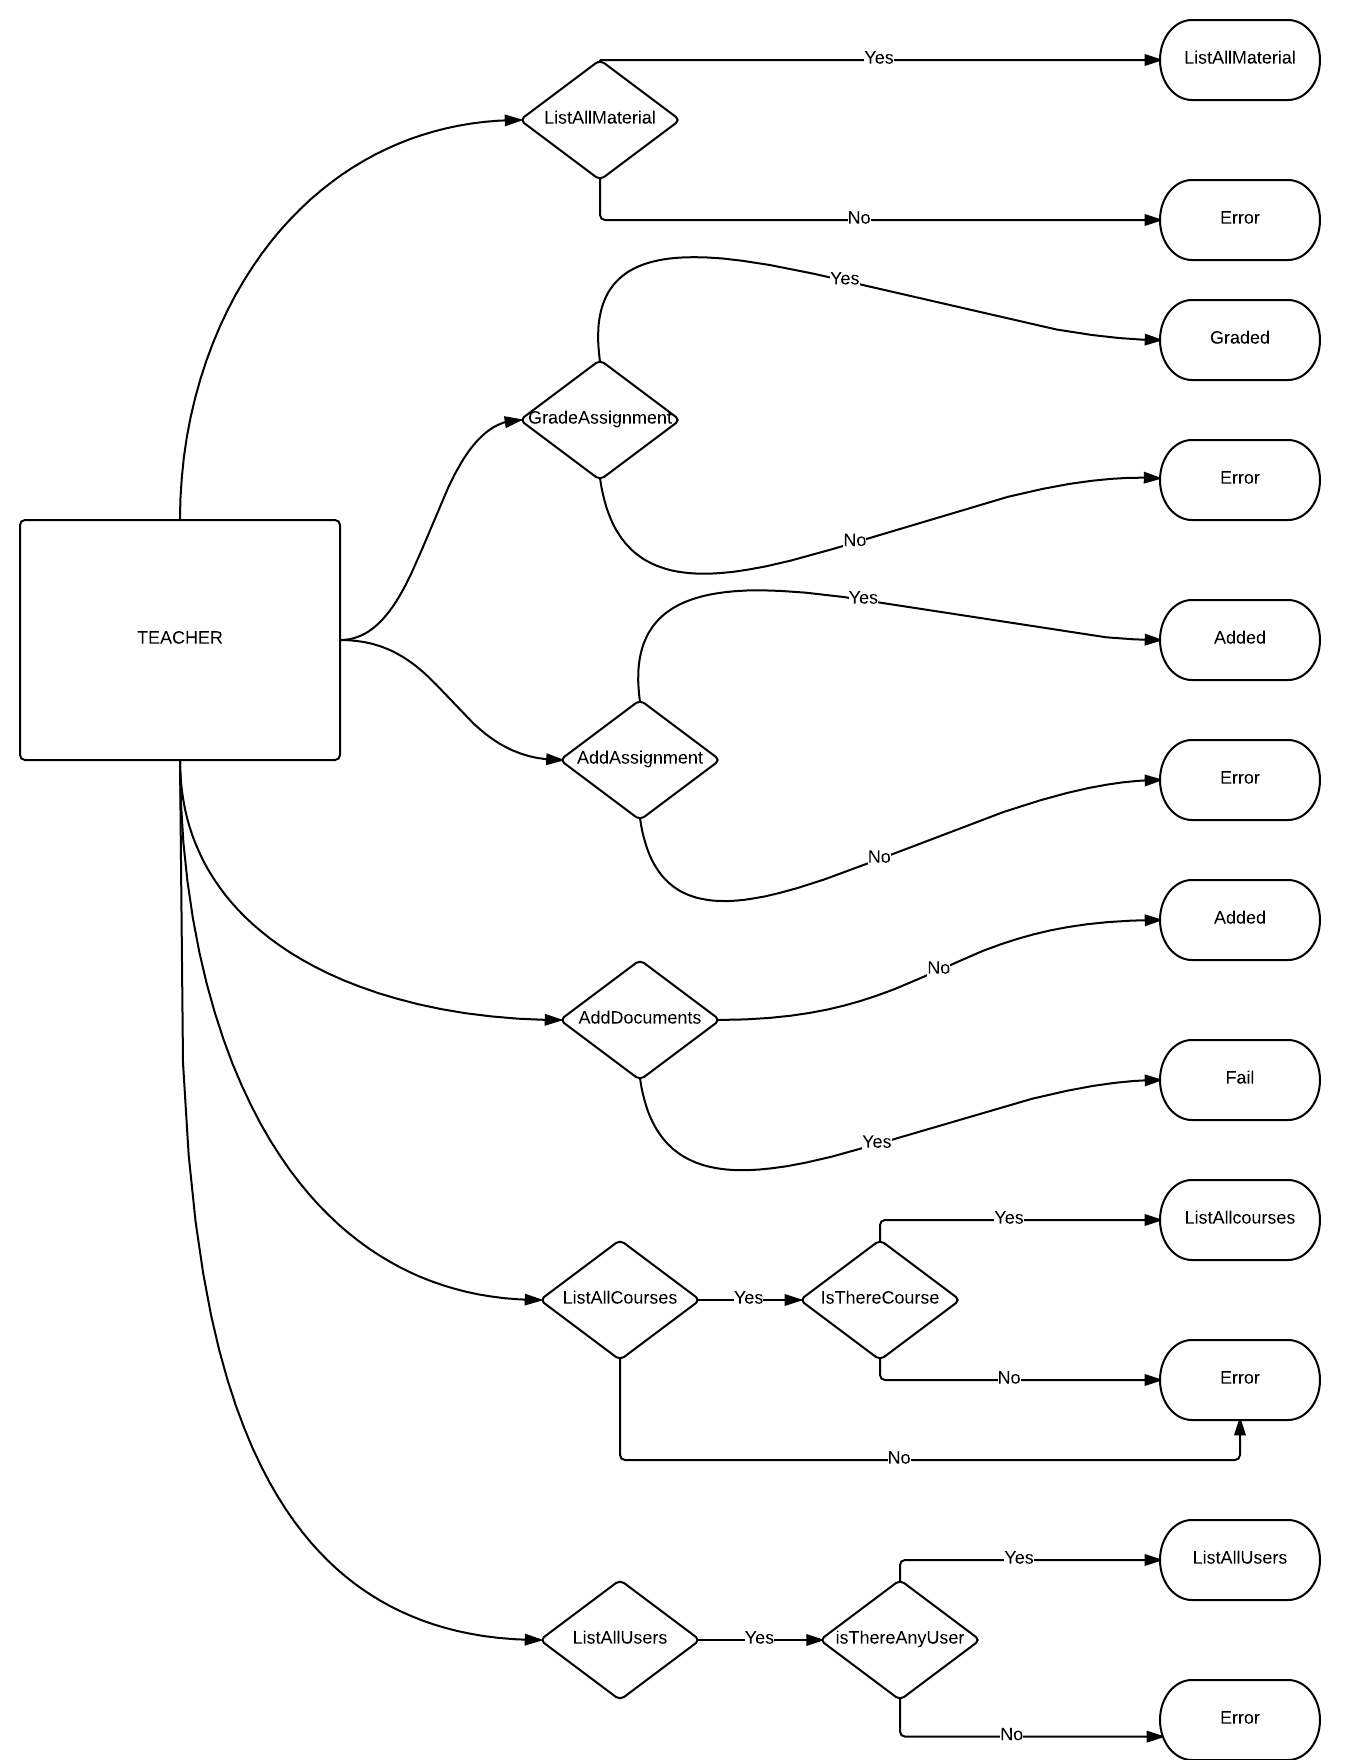 Yes
ListAllMaterial
ListAllMaterial
No
Error
Yes
Graded
GradeAssignment
Error
No
Yes
Added
TEACHER
AddAssignment
Error
No
Added
No
AddDocuments
Fail
Yes
Yes
ListAllcourses
ListAllCourses
Yes
IsThereCourse
No
Error
No
Yes
ListAllUsers
ListAllUsers
Yes
isThereAnyUser
No
Error